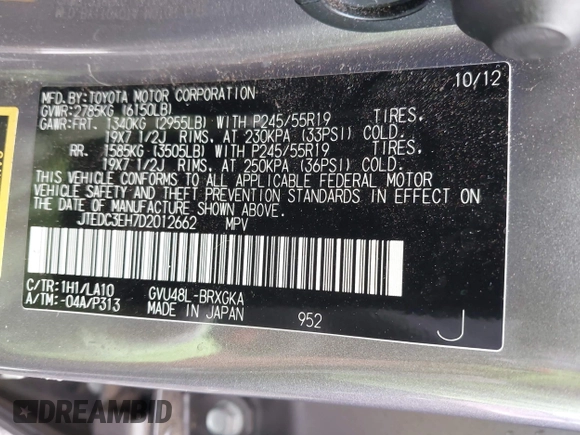 MFD.BY:TOYOTA MOTOR CORPORATION 10/12
GVWR:2785KG (6150LB)
GAWR:FRT. 1340KG (2955LB) WITH P245/55R19 TIRES,
19X7 1/2J RIMS, AT 230KPA (33PSI) COLD.
RR. 1585KG (3505LB) WITH P245/55R19 TIRES,
19X7 1/2J RIMS, AT 250KPA (36PSI) COLD.
THIS VEHICLE CONFORMS TO ALL APPLICABLE FEDERAL MOTOR
VEHICLE SAFETY AND THEFT PREVENTION STANDARDS IN EFFECT ON
THE DATE OF MANUFACTURE SHOWN ABOVE.
JTEDC3EH7D2012662 MPV
C/TR:1H1/LA10 GVU48L-BRXGKA
A/TM:-04A/P313 MADE IN JAPAN 952 J
DREAMBID